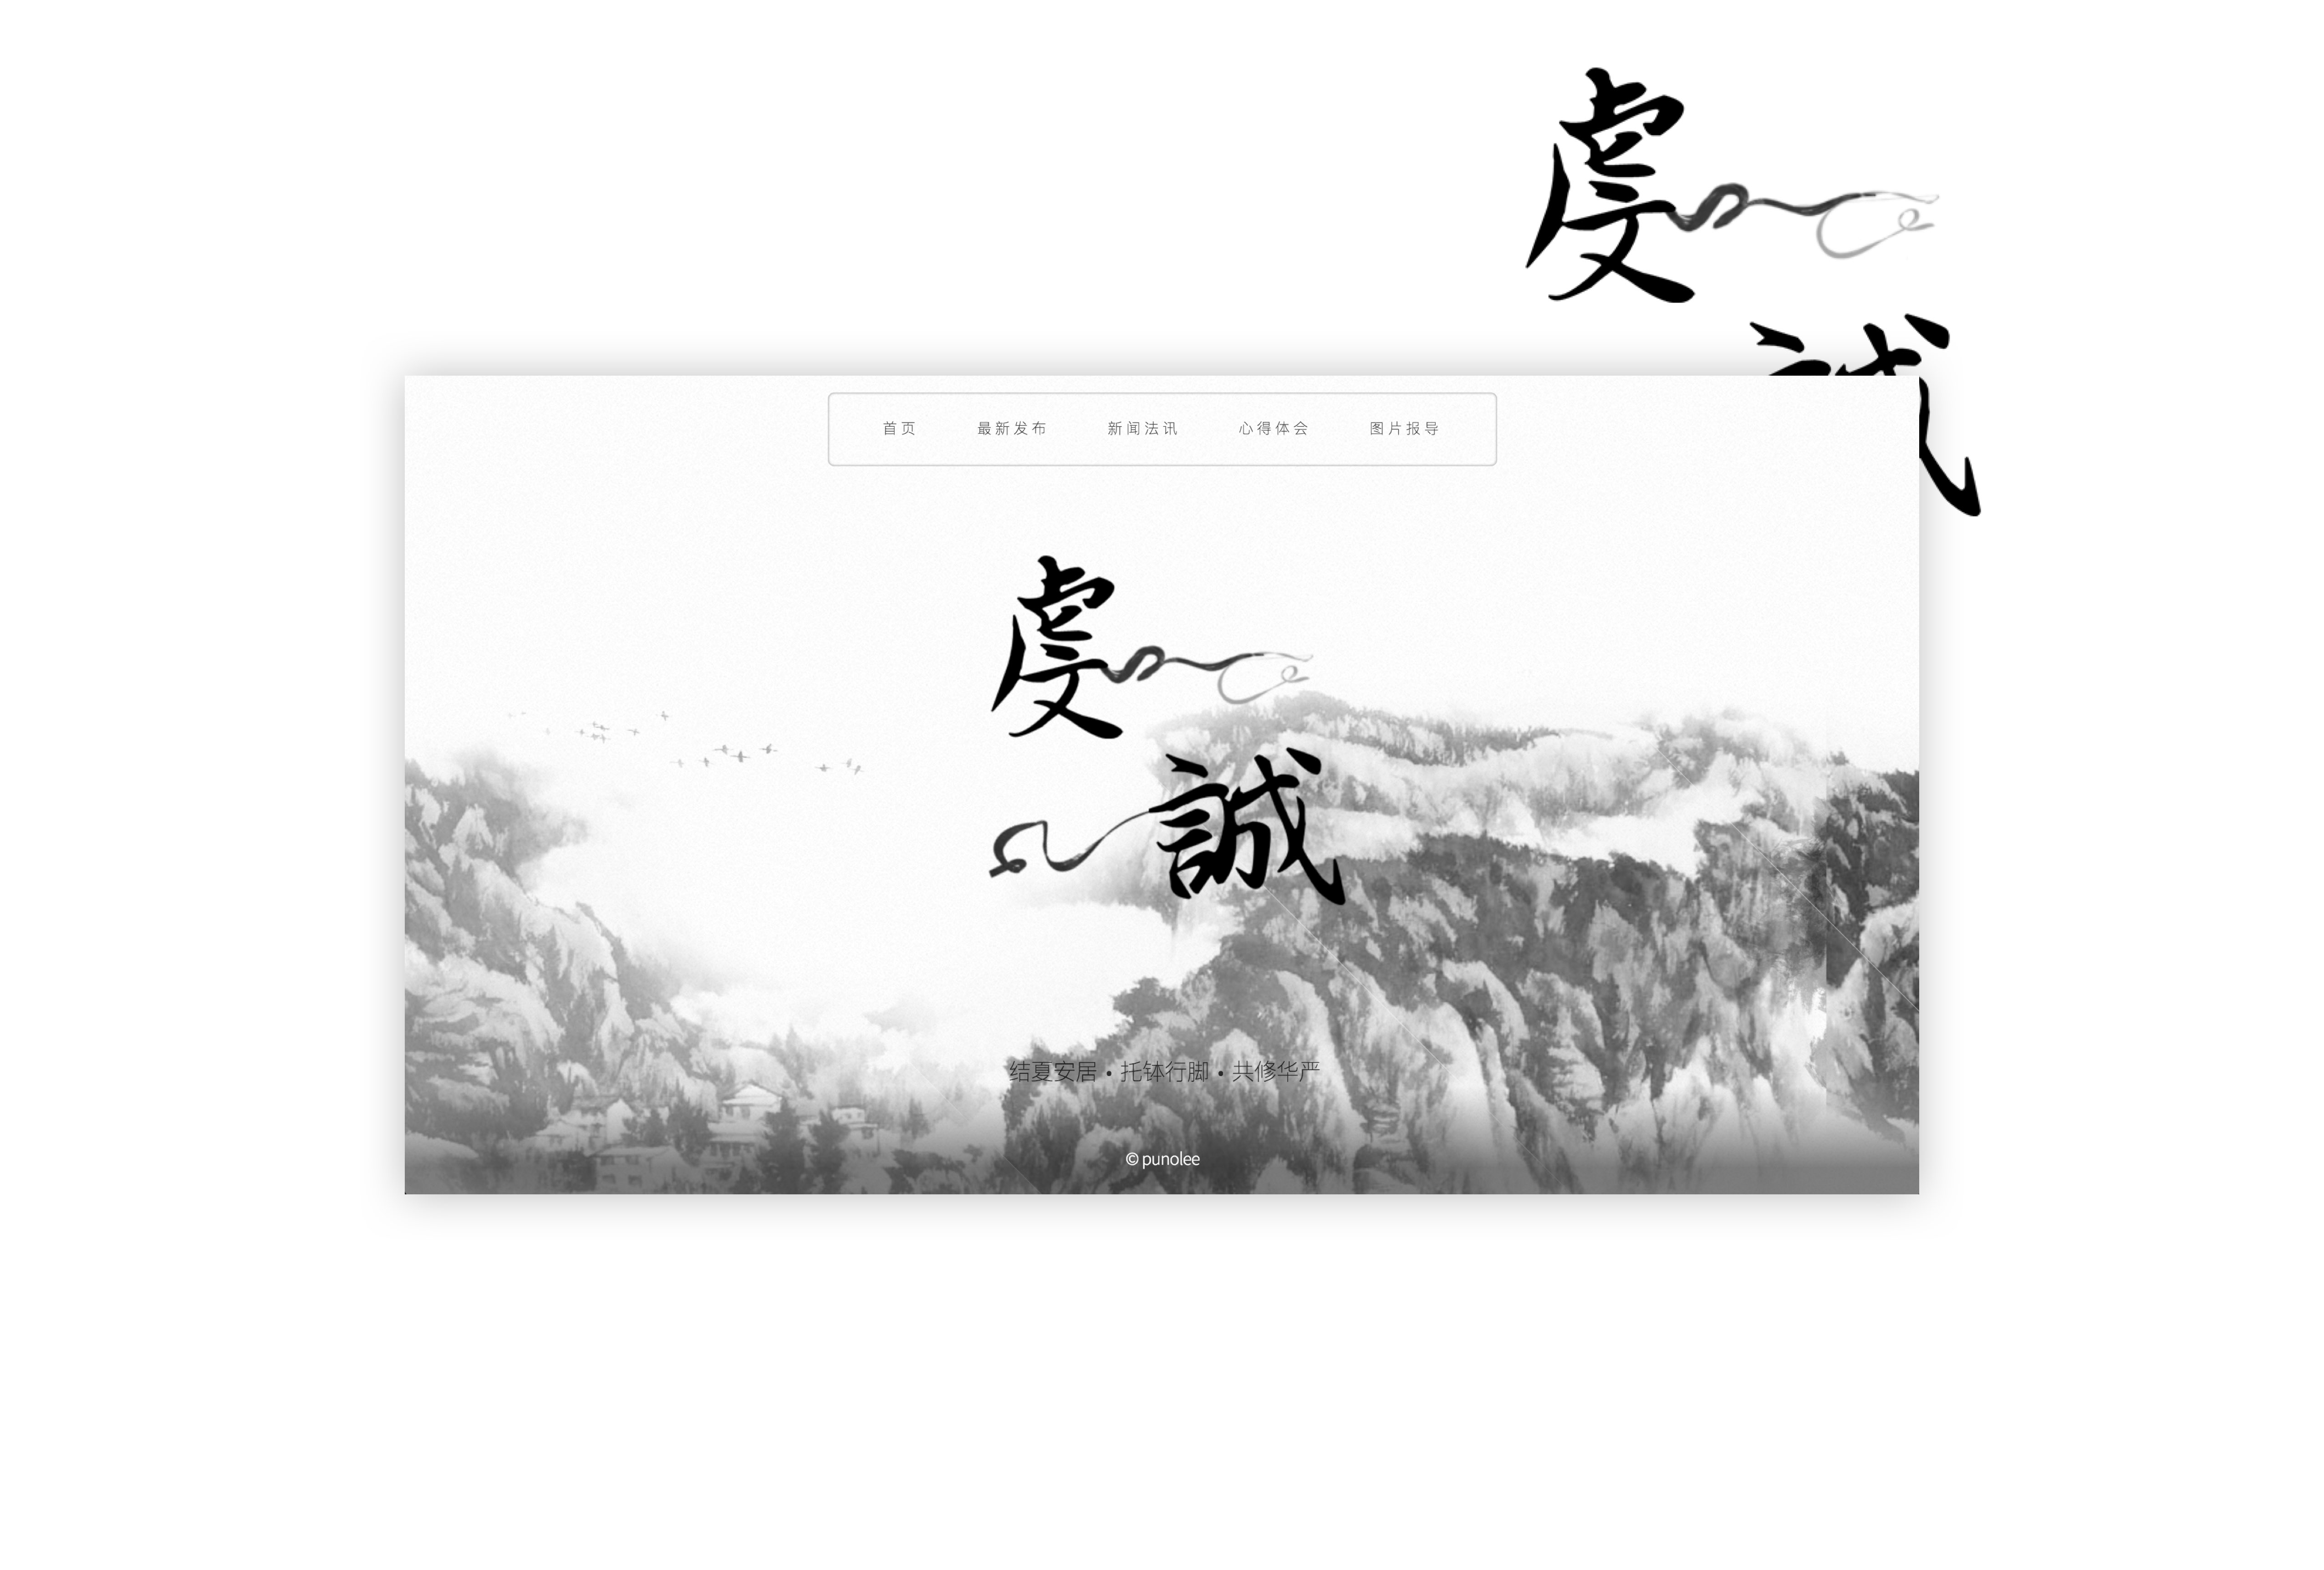 虔
首页 最新发布 新闻法讯 心得体会 图片报导
虔
誠
结夏安居 • 托钵行脚 • 共修华严
© punolee